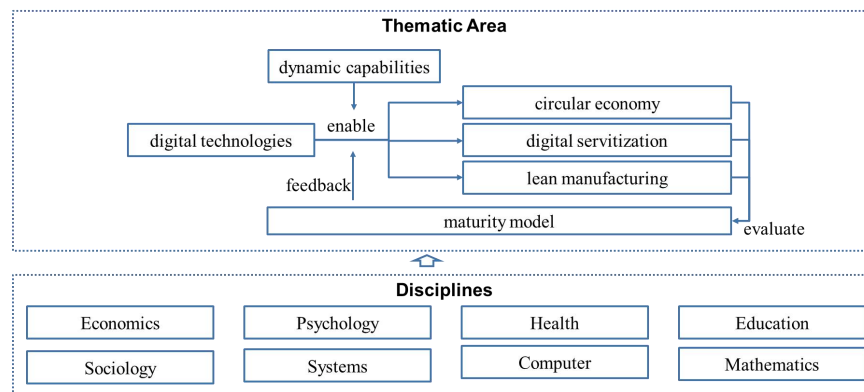 Thematic Area
dynamic capabilities
circular economy
enable
digital technologies
digital servitization
lean manufacturing
feedback
maturity model
evaluate
Disciplines
Economics
Psychology
Health
Education
Sociology
Systems
Computer
Mathematics